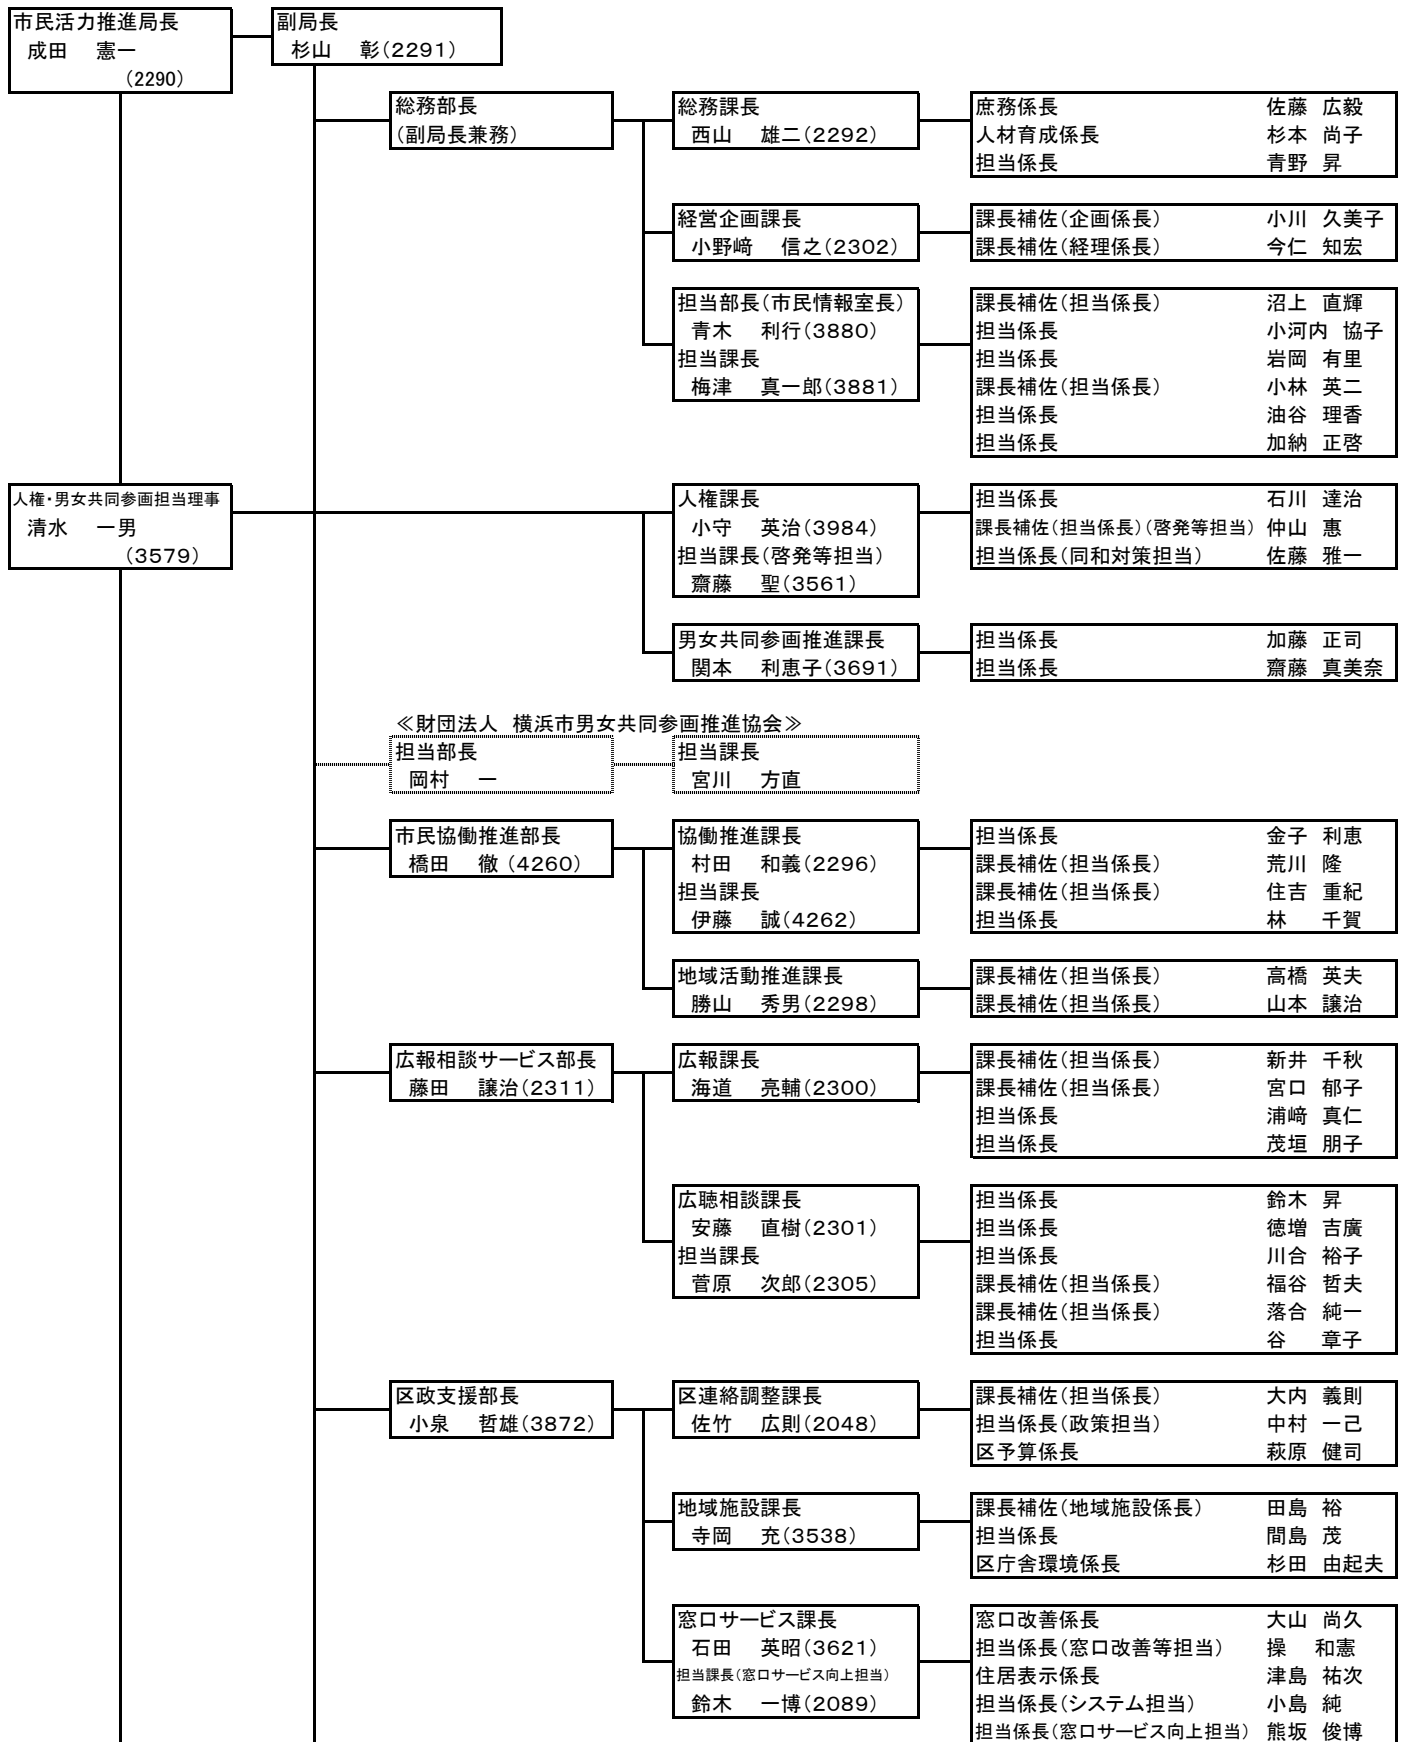 市民活力推進局長
成田　憲一
(2290)
副局長
杉山　彰(2291)
総務部長
(副局長兼務)
総務課長
西山　雄二(2292)
庶務係長　佐藤 広毅
人材育成係長　杉本 尚子
担当係長　青野 昇
経営企画課長
小野﨑　信之(2302)
課長補佐(企画係長)　小川 久美子
課長補佐(経理係長)　今仁 知宏
担当部長(市民情報室長)
青木　利行(3880)
担当課長
梅津　真一郎(3881)
課長補佐(担当係長)　沼上 直輝
担当係長　小河内 協子
担当係長　岩岡 有里
課長補佐(担当係長)　小林 英二
担当係長　油谷 理香
担当係長　加納 正啓
人権・男女共同参画担当理事
清水　一男
(3579)
人権課長
小守　英治(3984)
担当課長(啓発等担当)
齋藤　聖(3561)
担当係長　石川 達治
課長補佐(担当係長)(啓発等担当)　仲山 惠
担当係長(同和対策担当)　佐藤 雅一
男女共同参画推進課長
関本　利恵子(3691)
担当係長　加藤 正司
担当係長　齋藤 真美奈
≪財団法人 横浜市男女共同参画推進協会≫
担当部長
岡村　一
担当課長
宮川　方直
市民協働推進部長
橋田　徹(4260)
協働推進課長
村田　和義(2296)
担当課長
伊藤　誠(4262)
担当係長　金子 利恵
課長補佐(担当係長)　荒川 隆
課長補佐(担当係長)　住吉 重紀
担当係長　林 千賀
地域活動推進課長
勝山　秀男(2298)
課長補佐(担当係長)　高橋 英夫
課長補佐(担当係長)　山本 譲治
広報相談サービス部長
藤田　譲治(2311)
広報課長
海道　亮輔(2300)
課長補佐(担当係長)　新井 千秋
課長補佐(担当係長)　宮口 郁子
担当係長　浦﨑 真仁
担当係長　茂垣 朋子
広聴相談課長
安藤　直樹(2301)
担当課長
菅原　次郎(2305)
担当係長　鈴木 昇
担当係長　徳増 吉廣
担当係長　川合 裕子
課長補佐(担当係長)　福谷 哲夫
課長補佐(担当係長)　落合 純一
担当係長　谷 章子
区政支援部長
小泉　哲雄(3872)
区連絡調整課長
佐竹　広則(2048)
課長補佐(担当係長)　大内 義則
担当係長(政策担当)　中村 一己
区予算係長　萩原 健司
地域施設課長
寺岡　充(3538)
課長補佐(地域施設係長)　田島 裕
担当係長　間島 茂
区庁舎環境係長　杉田 由起夫
窓口サービス課長
石田　英昭(3621)
担当課長(窓口サービス向上担当)
鈴木　一博(2089)
窓口改善係長　大山 尚久
担当係長(窓口改善等担当)　操 和憲
住居表示係長　津島 祐次
担当係長(システム担当)　小島 純
担当係長(窓口サービス向上担当)　熊坂 俊博